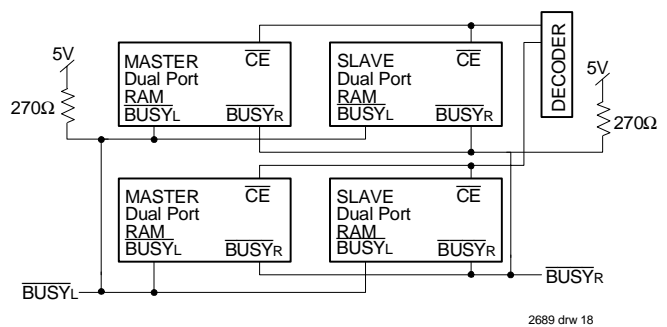 5V
270Ω
MASTER
Dual Port
RAM
CE
BUSYL
BUSYR
SLAVE
Dual Port
RAM
CE
BUSYL
BUSYR
DECODER
5V
270Ω
MASTER
Dual Port
RAM
CE
BUSYL
BUSYR
SLAVE
Dual Port
RAM
CE
BUSYL
BUSYR
BUSYL
BUSYR
2689 drw 18